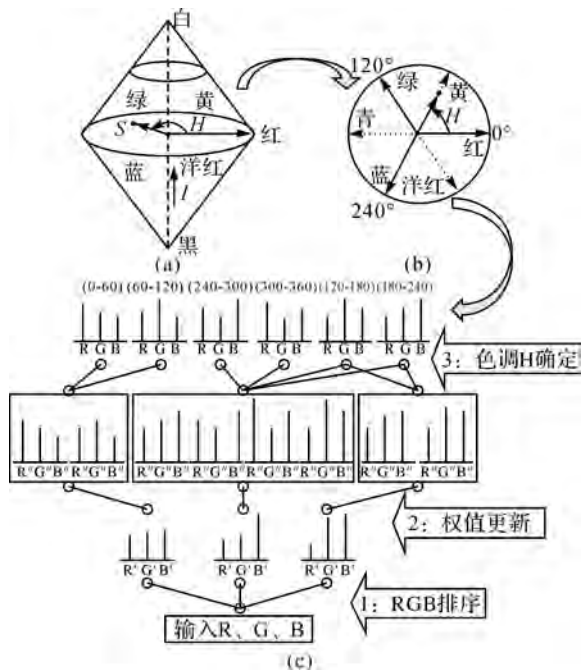 白
绿 黄
S H 红
蓝 洋红
I
黑
(a)
120°
绿 黄
青 H 0°
红
蓝 洋红
240°
(b)
(0-60) (60-120) (240-300) (300-360) (120-180) (180-240)
R G B R G B R G B R G B R G B R G B
3：色调H确定
R"G"B" R"G"B" R"G"B" R"G"B" R"G"B" R"G"B" R"G"B" R"G"B"
2：权值更新
R' G' B' R' G' B' R' G' B'
1：RGB排序
输入R、G、B
(c)